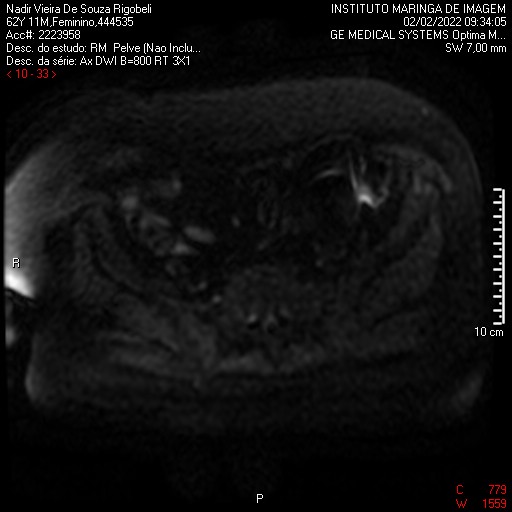 Nadir Vieira De Souza Rigobeli
62Y 11M,Feminino,444535
Acc#: 2223958
Desc. do estudo: RM Pelve (Nao Inclu...
Desc. da série: Ax DWI B=800 RT 3X1
< 10 - 33 >
INSTITUTO MARINGA DE IMAGEM
02/02/2022 09:34:05
GE MEDICAL SYSTEMS Optima M...
SW 7,00 mm
R
10 cm
P
C 779
W 1559